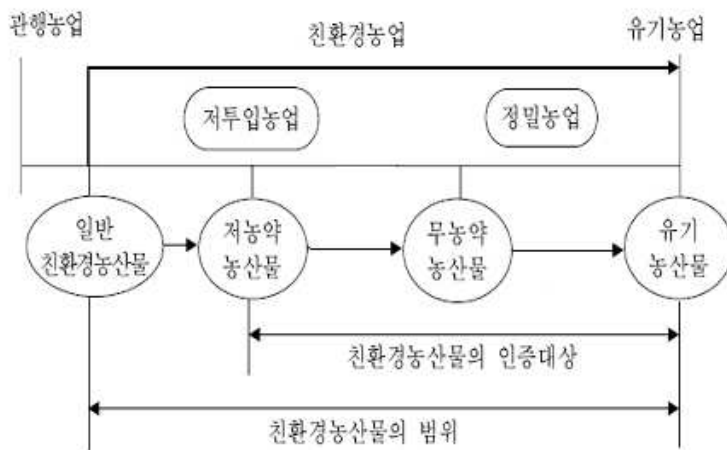 관행농업
친환경농업
유기농업
저투입농업
정밀농업
일반
친환경농산물
저농약
농산물
무농약
농산물
유기
농산물
친환경농산물의 인증대상
친환경농산물의 범위